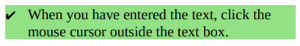 ✔ When you have entered the text, click the
mouse cursor outside the text box.